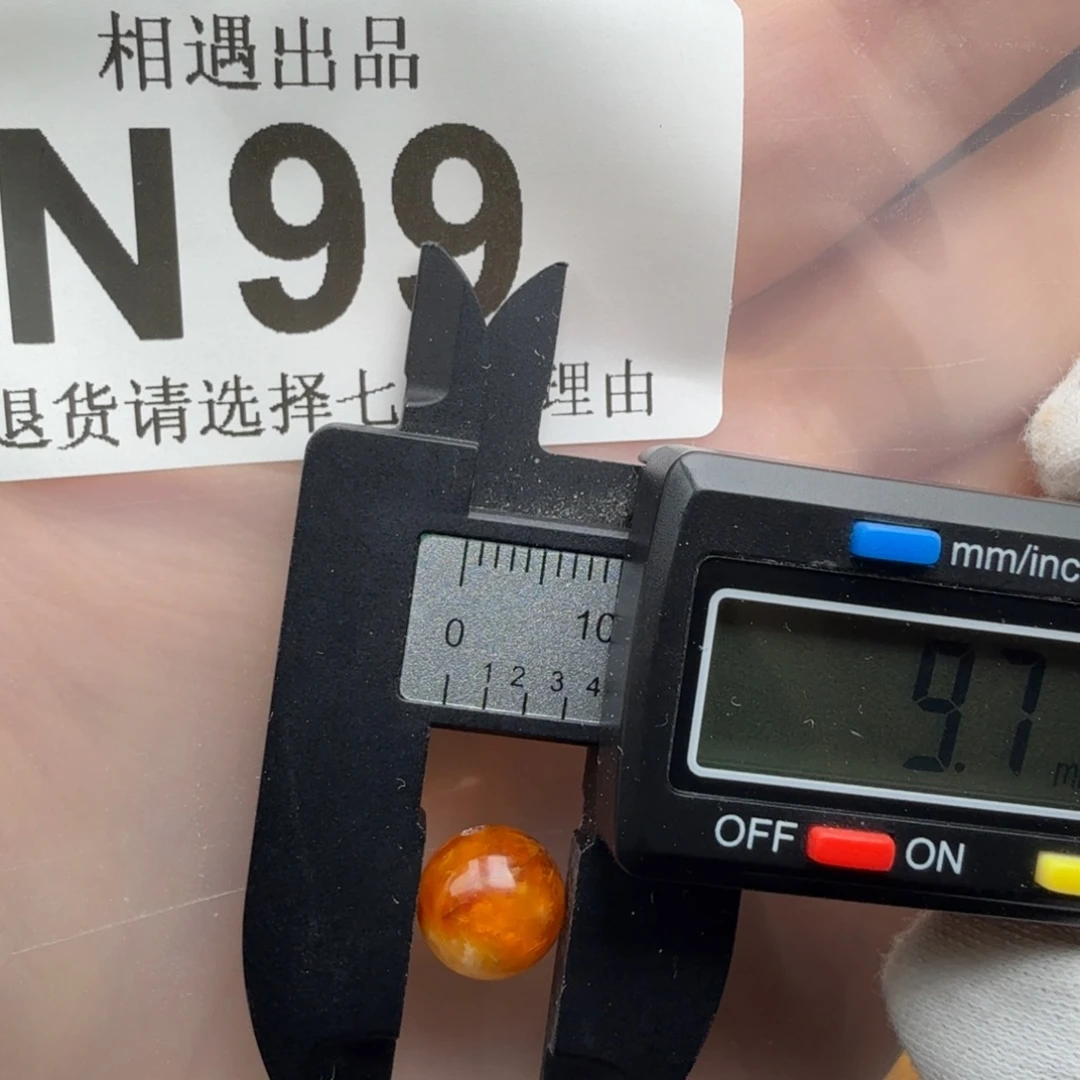 相遇出品
N99
退货请选择七 理由
mm/inc
0 10
1 2 3 4
9.7
m
OFF ON